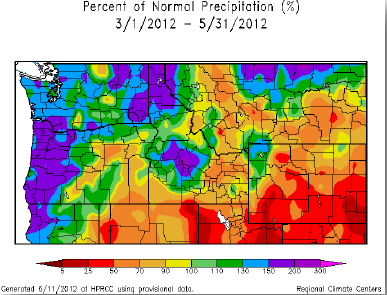 Percent of Normal Precipitation (%)
3/1/2012 – 5/31/2012
5 25 50 70 90 100 110 130 150 200 300
Generated 6/11/2012 at HPRCC using provisional data.
Regional Climate Centers